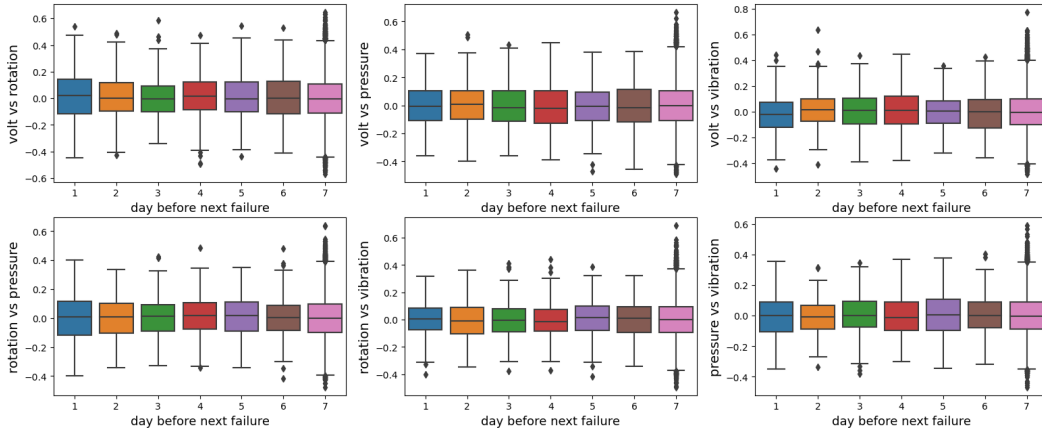 volt vs rotation
0.6
0.4
0.2
0.0
−0.2
−0.4
−0.6
1 2 3 4 5 6 7
day before next failure
volt vs pressure
0.6
0.4
0.2
0.0
−0.2
−0.4
1 2 3 4 5 6 7
day before next failure
volt vs vibration
0.8
0.6
0.4
0.2
0.0
−0.2
−0.4
1 2 3 4 5 6 7
day before next failure
rotation vs pressure
0.6
0.4
0.2
0.0
−0.2
−0.4
1 2 3 4 5 6 7
day before next failure
rotation vs vibration
0.6
0.4
0.2
0.0
−0.2
−0.4
1 2 3 4 5 6 7
day before next failure
pressure vs vibration
0.6
0.4
0.2
0.0
−0.2
−0.4
1 2 3 4 5 6 7
day before next failure